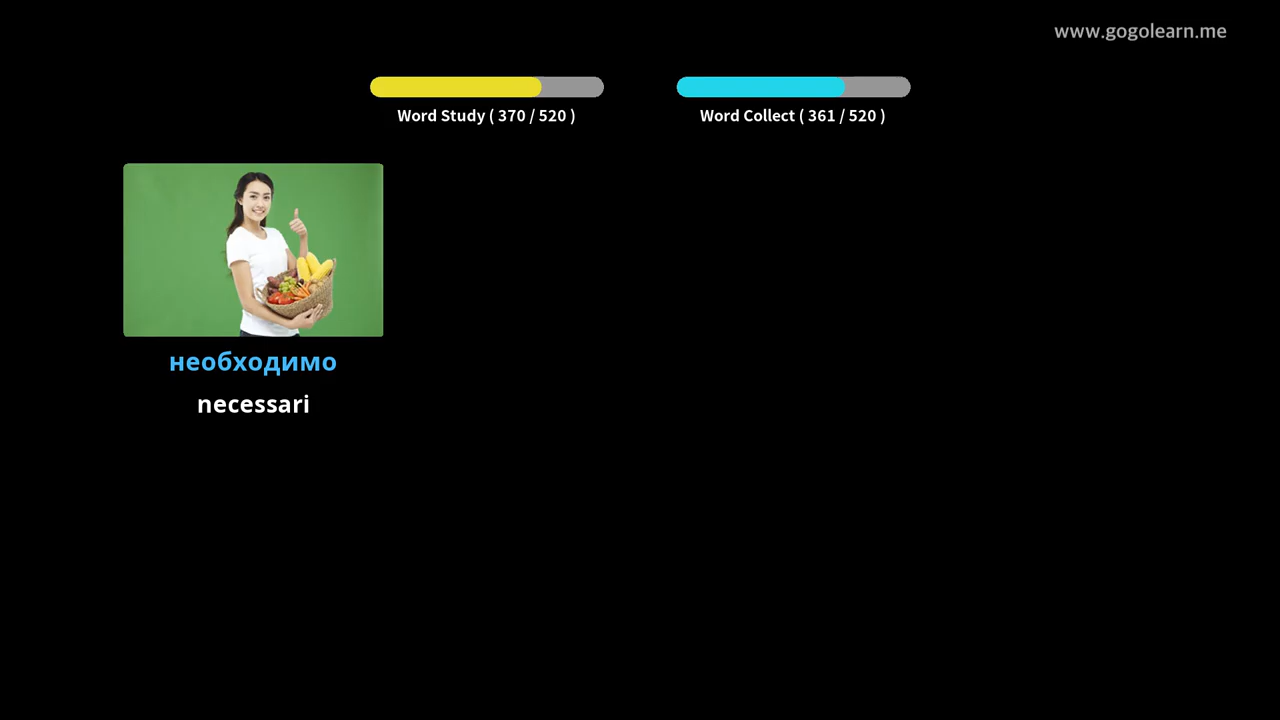 www.gogolearn.me
Word Study ( 370 / 520 )
Word Collect ( 361 / 520 )
необходимо
necessari